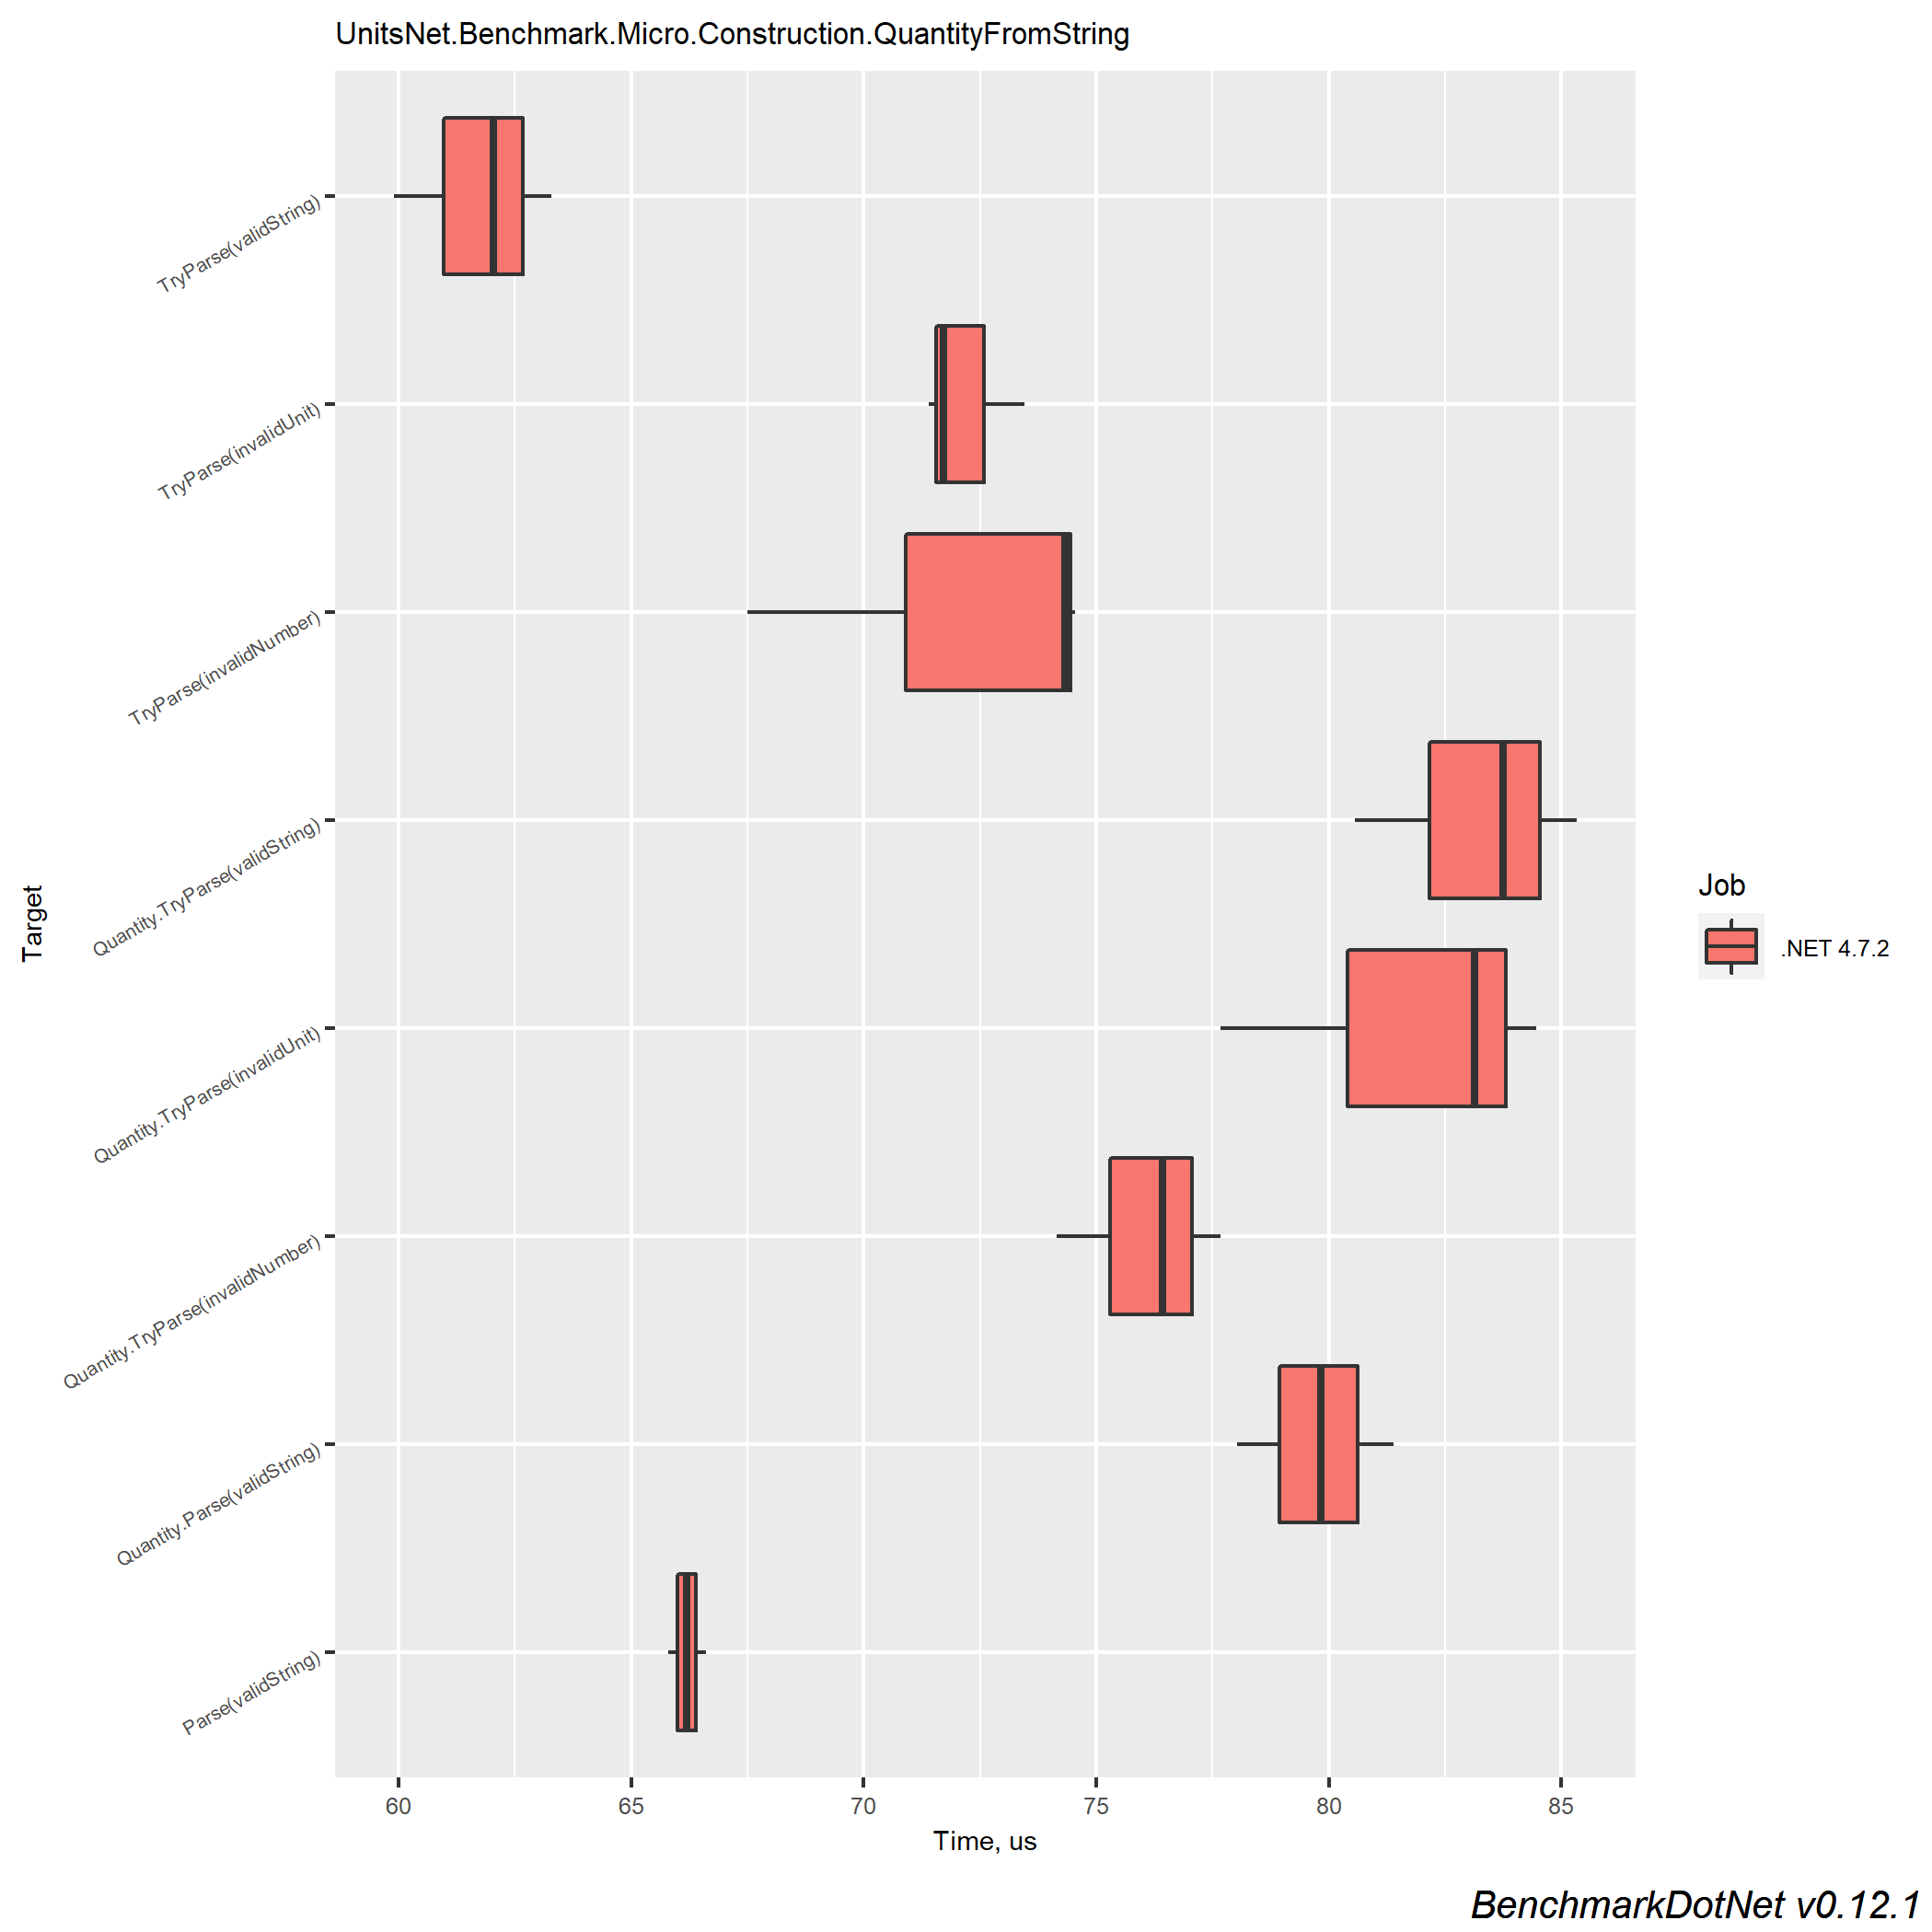 UnitsNet.Benchmark.Micro.Construction.QuantityFromString
TryParse(validString)
TryParse(invalidUnit)
TryParse(invalidNumber)
Quantity.TryParse(validString)
Quantity.TryParse(invalidUnit)
Quantity.TryParse(invalidNumber)
Quantity.Parse(validString)
Parse(validString)
Target
60 65 70 75 80 85
Time, us
Job
.NET 4.7.2
BenchmarkDotNet v0.12.1